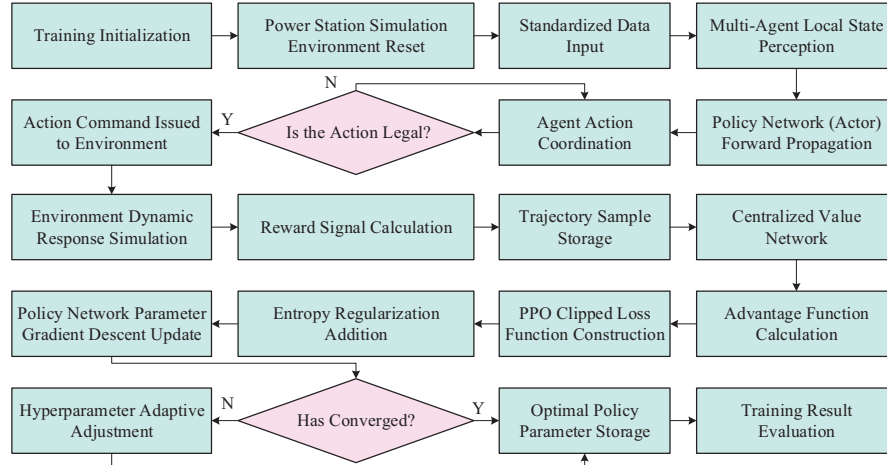 Training Initialization
Power Station Simulation
Environment Reset
Standardized Data
Input
Multi-Agent Local State
Perception
N
Action Command Issued
to Environment
Y
Is the Action Legal?
Agent Action
Coordination
Policy Network (Actor)
Forward Propagation
Environment Dynamic
Response Simulation
Reward Signal Calculation
Trajectory Sample
Storage
Centralized Value
Network
Policy Network Parameter
Gradient Descent Update
Entropy Regularization
Addition
PPO Clipped Loss
Function Construction
Advantage Function
Calculation
Hyperparameter Adaptive
Adjustment
N
Has Converged?
Y
Optimal Policy
Parameter Storage
Training Result
Evaluation